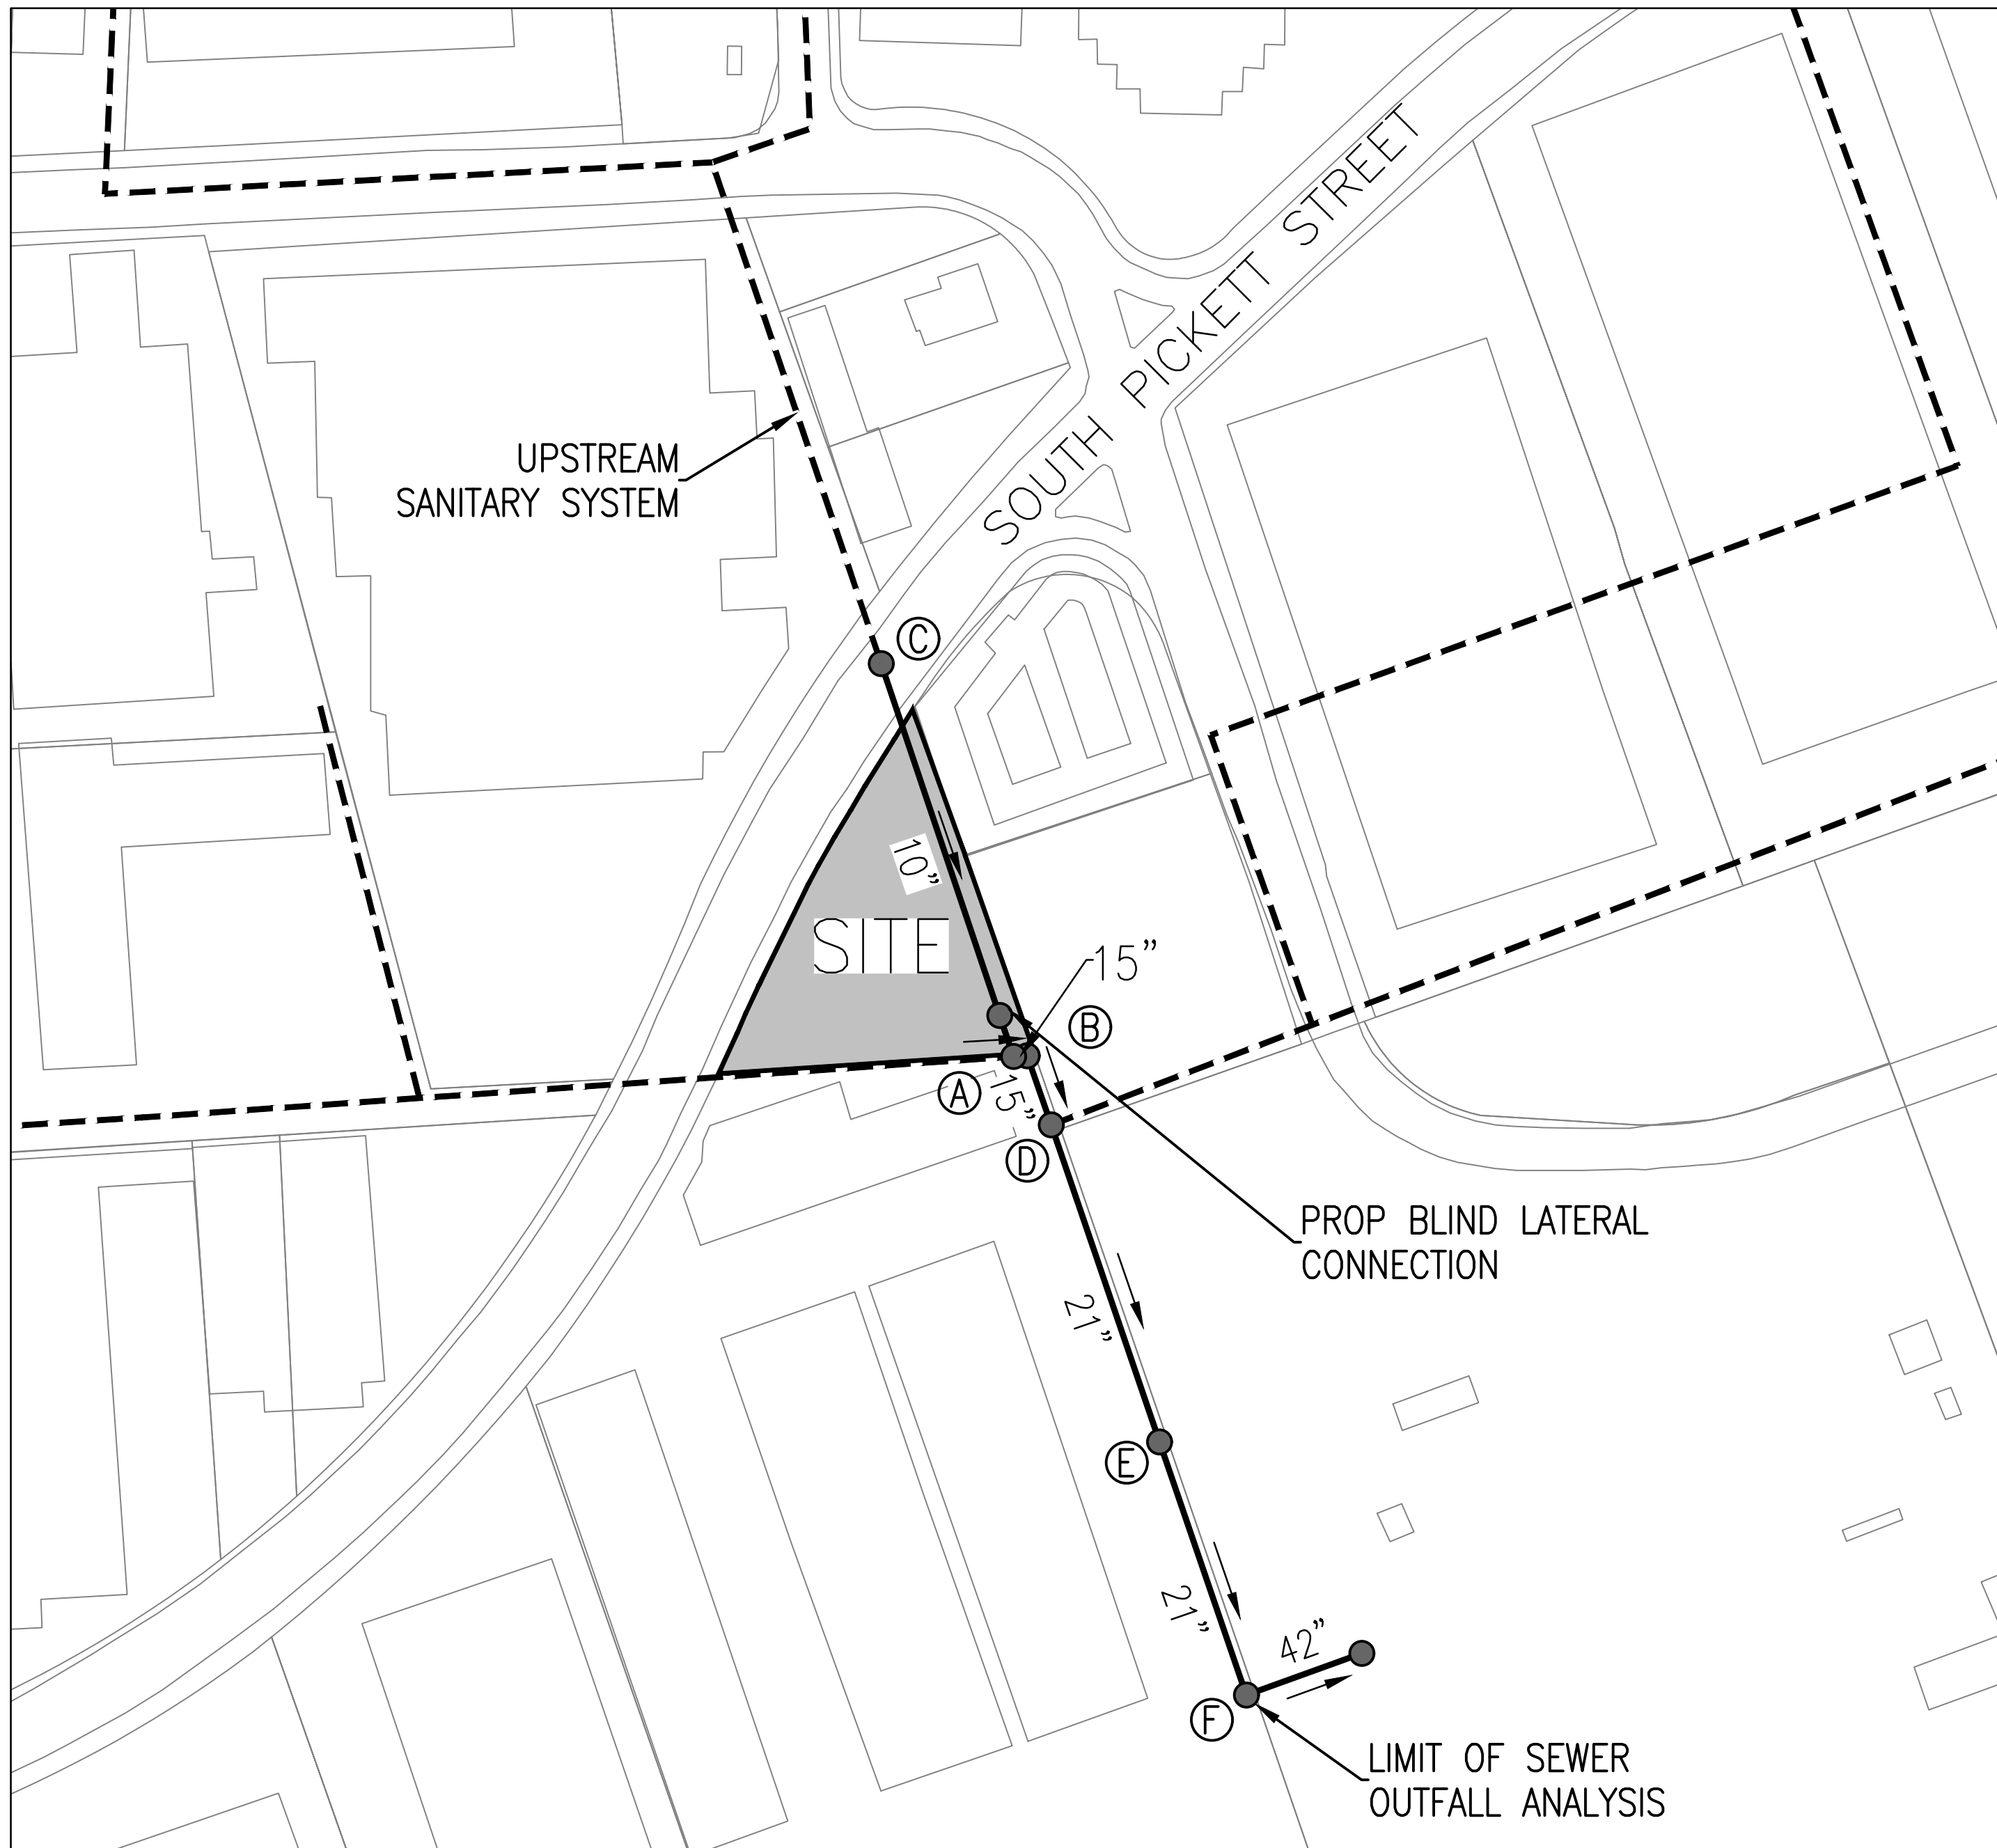 SOUTH PICKETT STREET
UPSTREAM
SANITARY SYSTEM
C
10”
SITE
15”
B
A
15”
D
PROP BLIND LATERAL
CONNECTION
21”
E
21”
42”
F
LIMIT OF SEWER
OUTFALL ANALYSIS